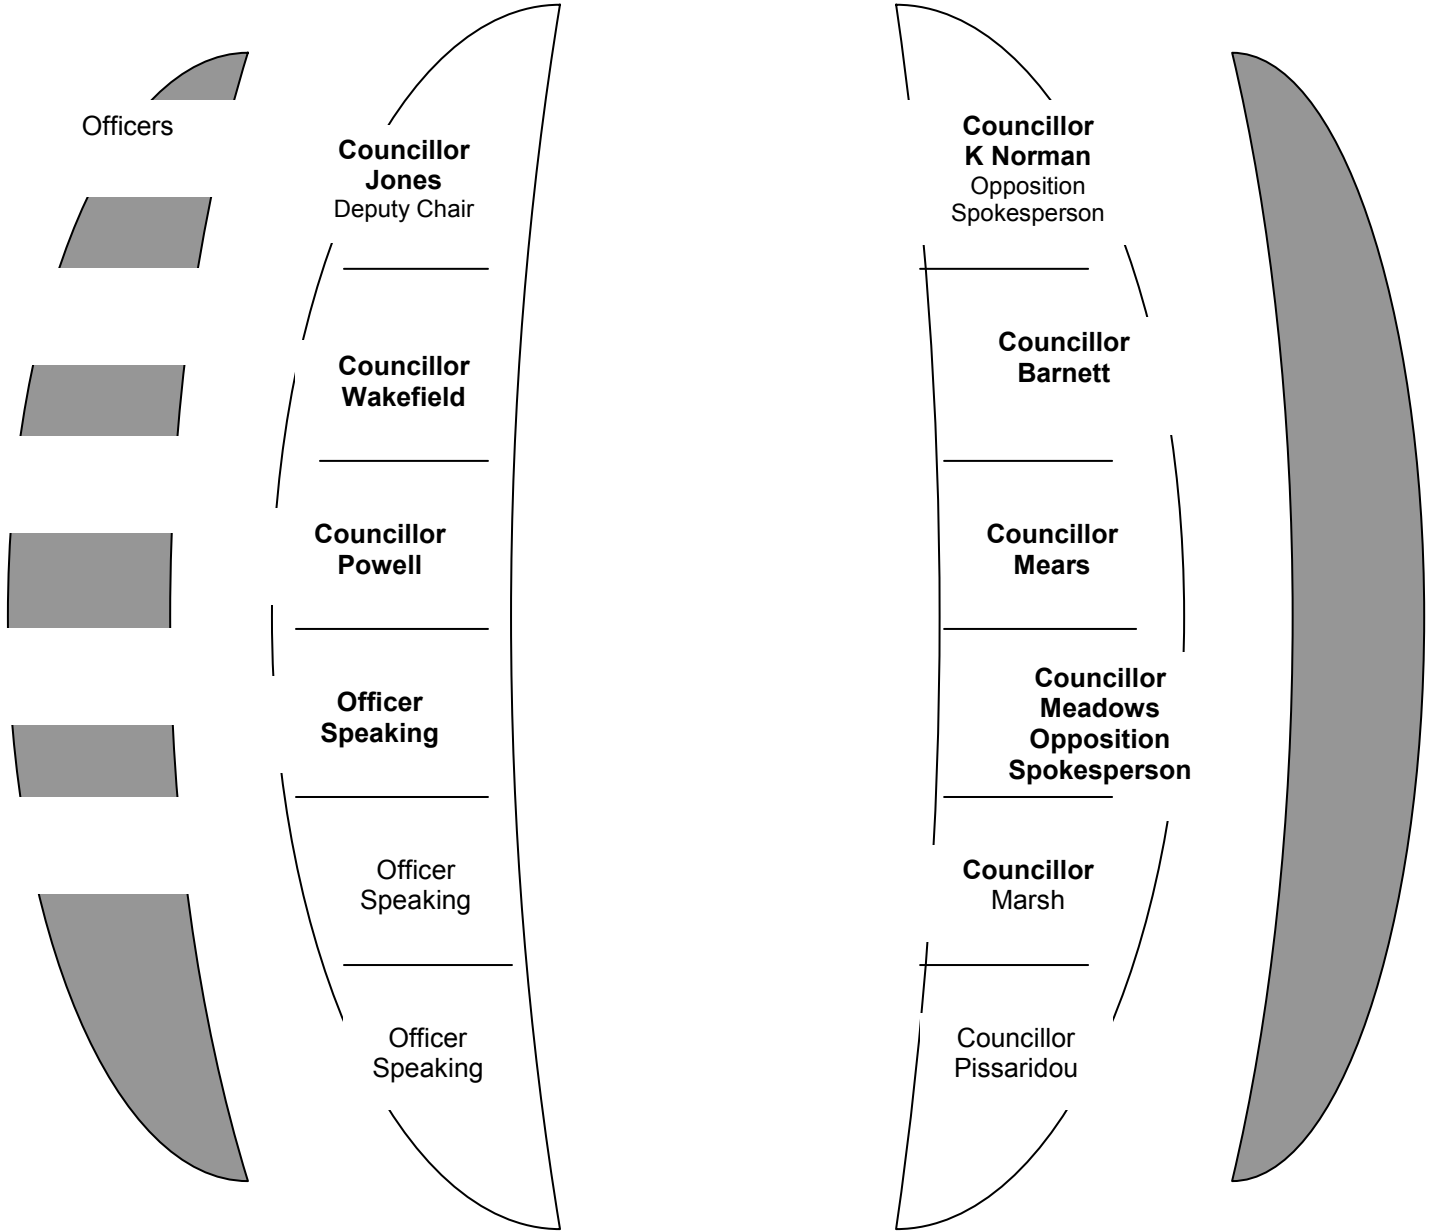 Officers
Councillor
Jones
Deputy Chair
Councillor
Wakefield
Councillor
Powell
Officer
Speaking
Officer
Speaking
Officer
Speaking
Councillor
K Norman
Opposition
Spokesperson
Councillor
Barnett
Councillor
Mears
Councillor
Meadows
Opposition
Spokesperson
Councillor
Marsh
Councillor
Pissaridou